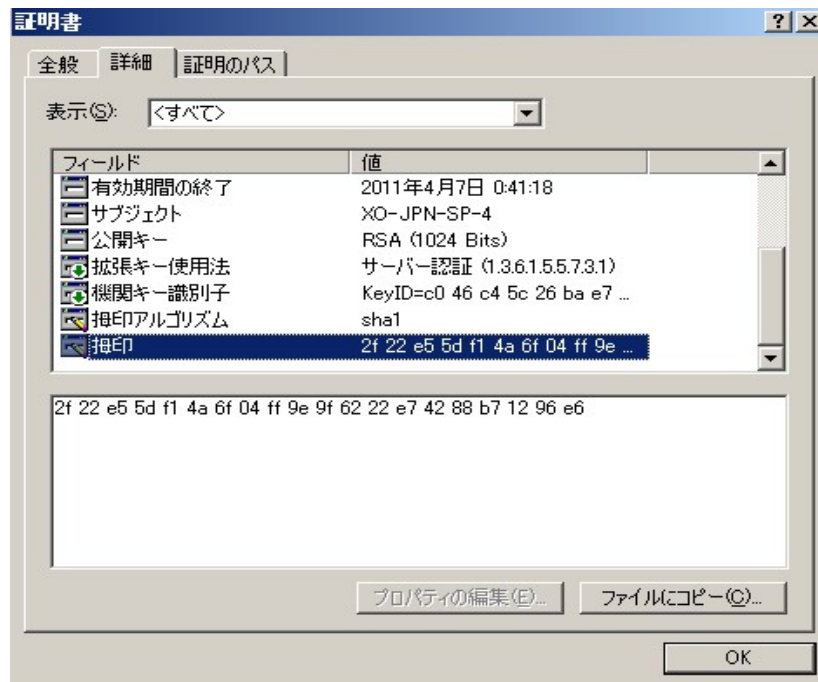 証明書
全般 詳細 証明のパス
表示(S): <すべて>
フィールド 値
有効期間の終了 2011年4月7日 0:41:18
サブジェクト XO-JPN-SP-4
公開キー RSA (1024 Bits)
拡張キー使用法 サーバー認証 (1.3.6.1.5.5.7.3.1)
機関キー識別子 KeyID=c0 46 c4 5c 26 ba e7 ...
拇印アルゴリズム sha1
拇印 2f 22 e5 5d f1 4a 6f 04 ff 9e ...
2f 22 e5 5d f1 4a 6f 04 ff 9e 9f 62 22 e7 42 88 b7 12 96 e6
プロパティの編集(E)... ファイルにコピー(C)...
OK